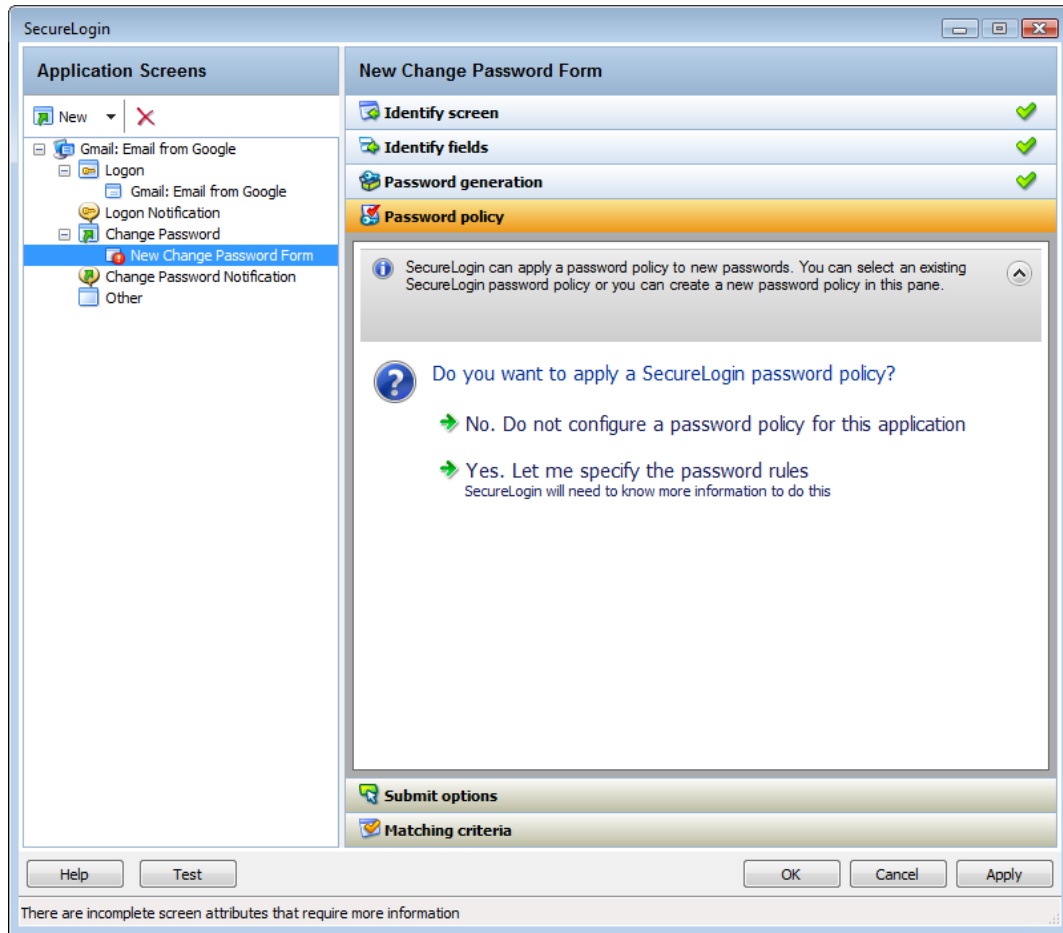 SecureLogin
Application Screens
New
Gmail: Email from Google
Logon
Gmail: Email from Google
Logon Notification
Change Password
New Change Password Form
Change Password Notification
Other
New Change Password Form
Identify screen
Identify fields
Password generation
Password policy
SecureLogin can apply a password policy to new passwords. You can select an existing
SecureLogin password policy or you can create a new password policy in this pane.
Do you want to apply a SecureLogin password policy?
No. Do not configure a password policy for this application
Yes. Let me specify the password rules
SecureLogin will need to know more information to do this
Submit options
Matching criteria
Help
Test
OK
Cancel
Apply
There are incomplete screen attributes that require more information